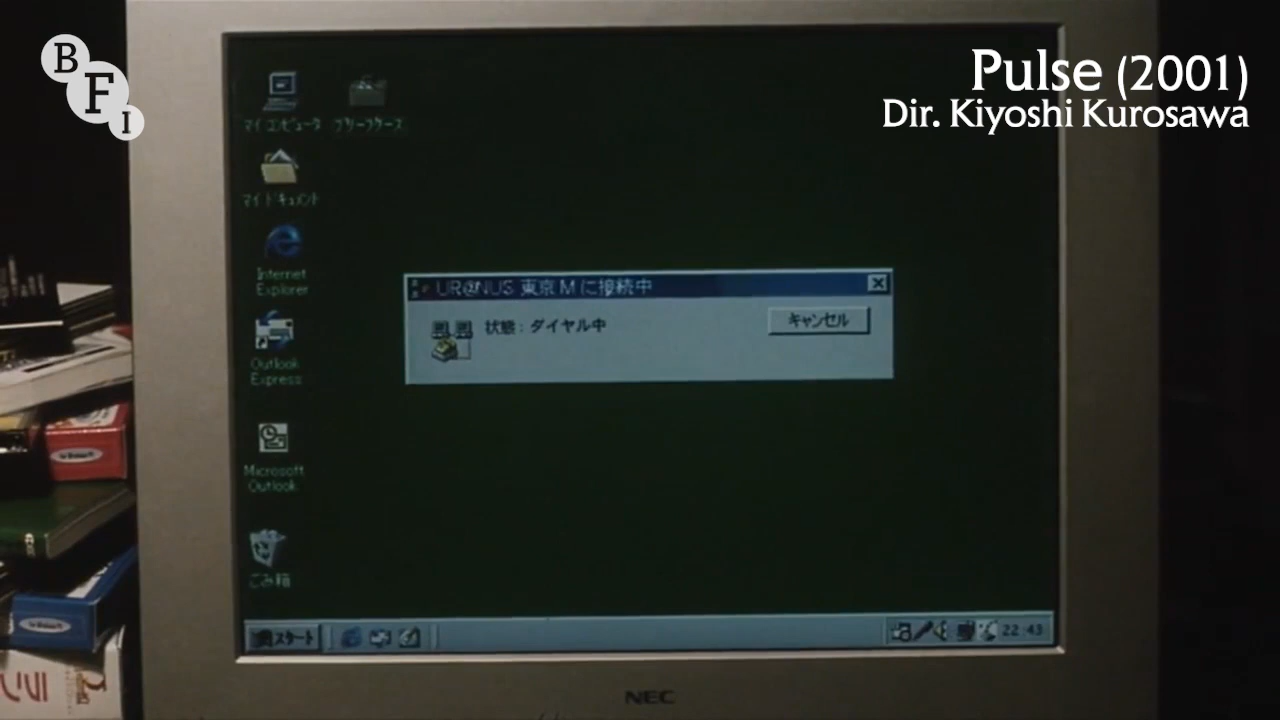 BFI
Pulse (2001)
Dir. Kiyoshi Kurosawa
マイ コンピュータ
ブリーフケース
マイ ドキュメント
Internet
Explorer
UR@NUS 東京 M に接続中
状態 : ダイヤル中
キャンセル
Outlook
Express
Microsoft
Outlook
ごみ箱
スタート
22:43
NEC